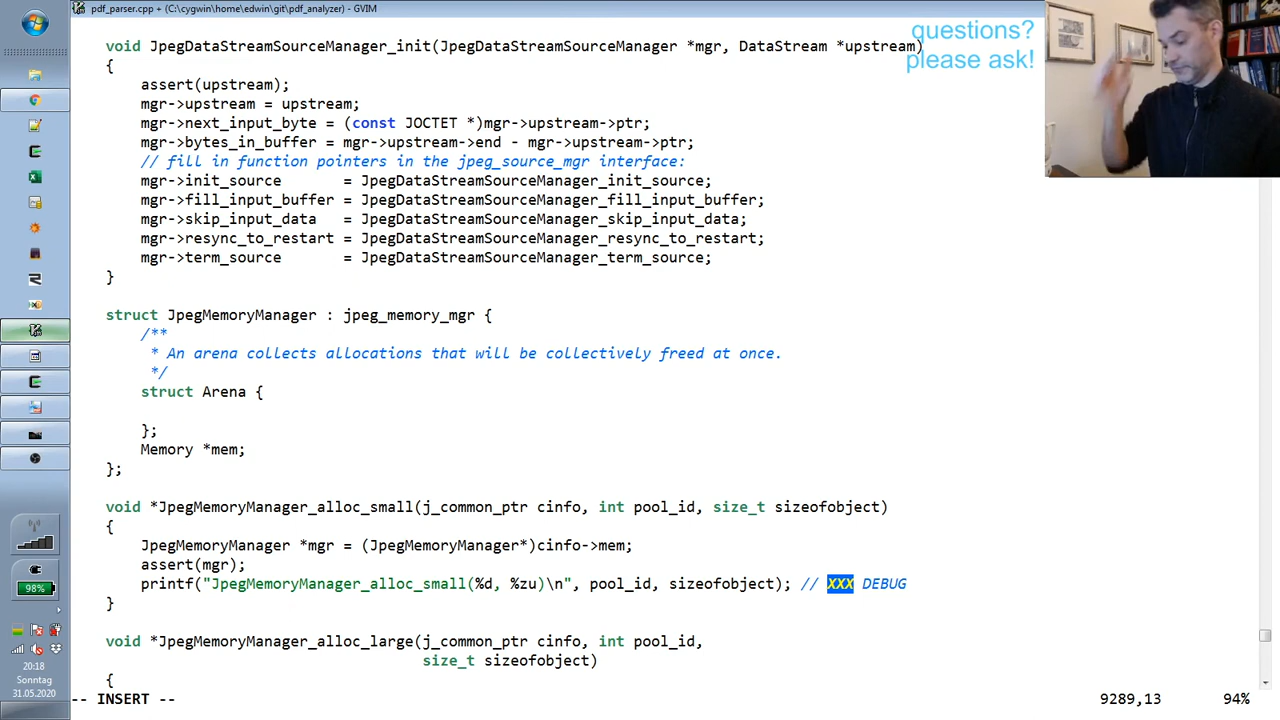 pdf_parser.cpp + (C:\cygwin\home\edwin\git\pdf_analyzer) - GVIM
questions?
please ask!
void JpegDataStreamSourceManager_init(JpegDataStreamSourceManager *mgr, DataStream *upstream)
{
assert(upstream);
mgr->upstream = upstream;
mgr->next_input_byte = (const JOCTET *)mgr->upstream->ptr;
mgr->bytes_in_buffer = mgr->upstream->end - mgr->upstream->ptr;
// fill in function pointers in the jpeg_source_mgr interface:
mgr->init_source = JpegDataStreamSourceManager_init_source;
mgr->fill_input_buffer = JpegDataStreamSourceManager_fill_input_buffer;
mgr->skip_input_data = JpegDataStreamSourceManager_skip_input_data;
mgr->resync_to_restart = JpegDataStreamSourceManager_resync_to_restart;
mgr->term_source = JpegDataStreamSourceManager_term_source;
}
struct JpegMemoryManager : jpeg_memory_mgr {
/**
* An arena collects allocations that will be collectively freed at once.
*/
struct Arena {
};
Memory *mem;
};
void *JpegMemoryManager_alloc_small(j_common_ptr cinfo, int pool_id, size_t sizeofobject)
{
JpegMemoryManager *mgr = (JpegMemoryManager*)cinfo->mem;
assert(mgr);
printf("JpegMemoryManager_alloc_small(%d, %zu)\n", pool_id, sizeofobject); // XXX DEBUG
}
void *JpegMemoryManager_alloc_large(j_common_ptr cinfo, int pool_id,
size_t sizeofobject)
{
-- INSERT --
9289,13
94%
98%
20:18
Sonntag
31.05.2020